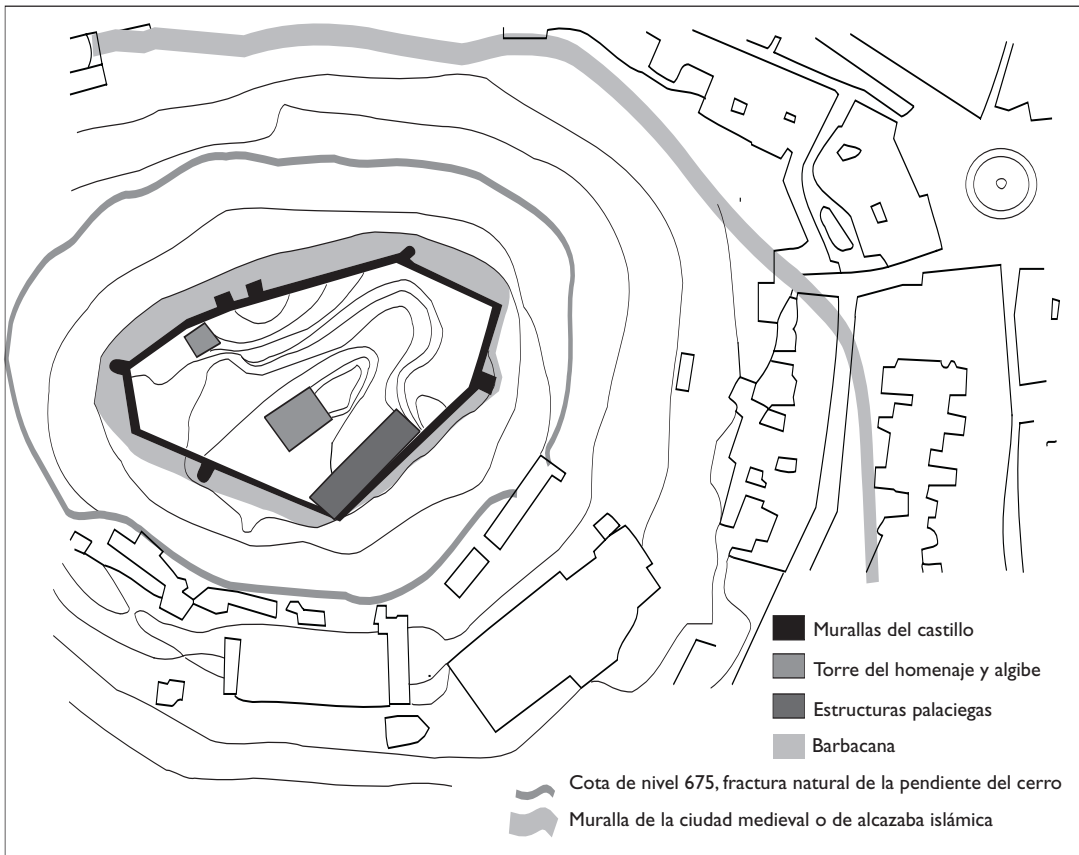 Murallas del castillo
Torre del homenaje y algibe
Estructuras palaciegas
Barbacana
Cota de nivel 675, fractura natural de la pendiente del cerro
Muralla de la ciudad medieval o de alcazaba islámica